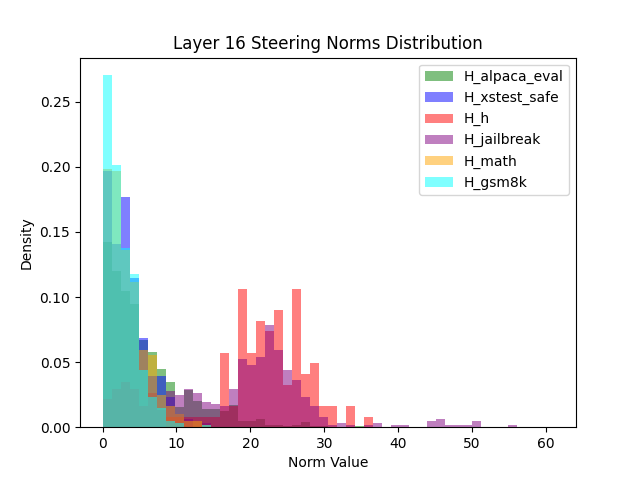 Layer 16 Steering Norms Distribution
H_alpaca_eval
H_xstest_safe
H_h
H_jailbreak
H_math
H_gsm8k
Density
0.25
0.20
0.15
0.10
0.05
0.00
0 10 20 30 40 50 60
Norm Value